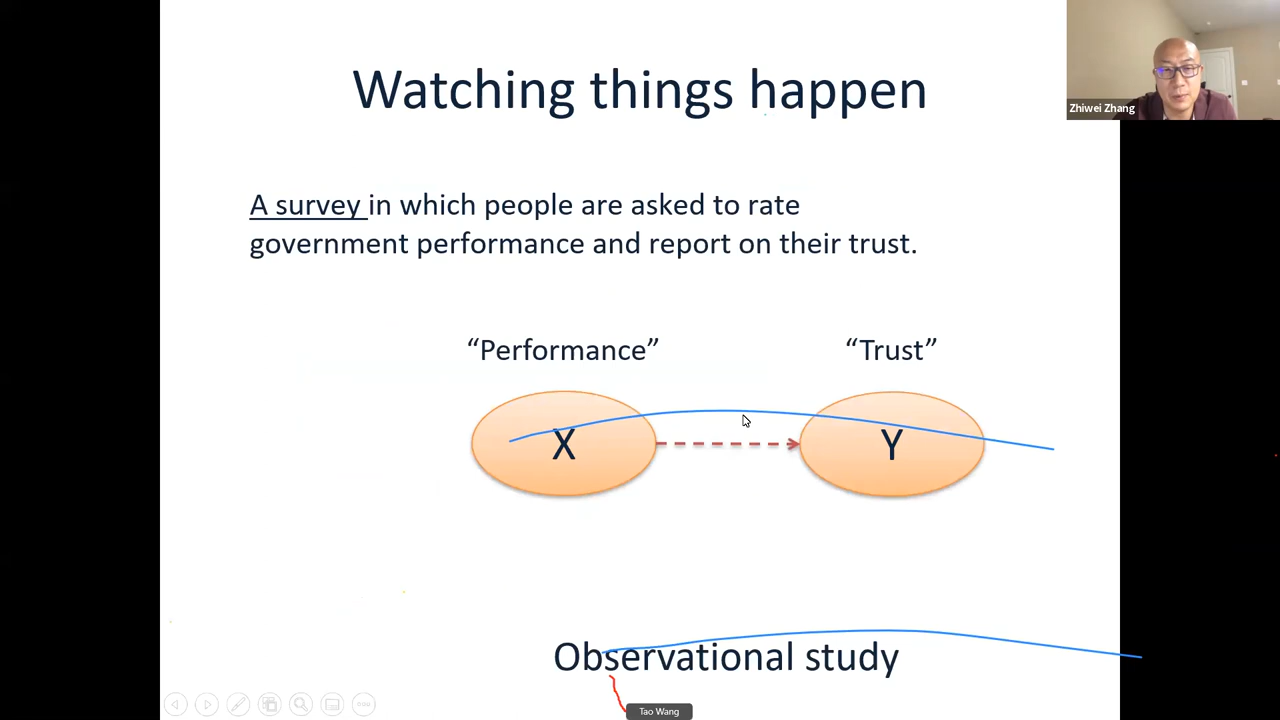 Watching things happen
Zhiwei Zhang
A survey in which people are asked to rate
government performance and report on their trust.
“Performance”
“Trust”
X
Y
Observational study
Tao Wang